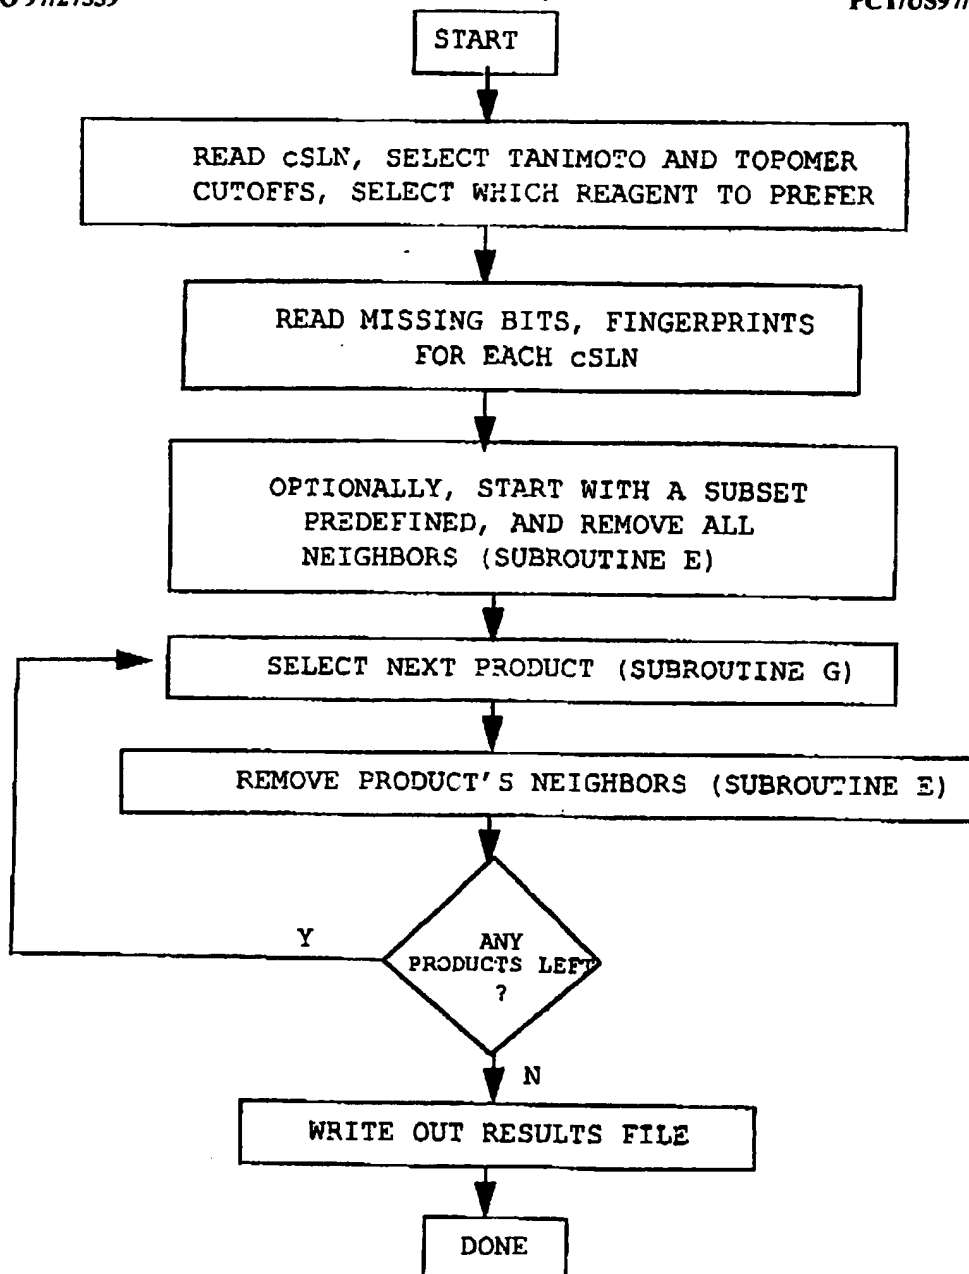 START
READ cSLN, SELECT TANIMOTO AND TOPOMER
CUTOFFS, SELECT WHICH REAGENT TO PREFER
READ MISSING BITS, FINGERPRINTS
FOR EACH cSLN
OPTIONALLY, START WITH A SUBSET
PREDEFINED, AND REMOVE ALL
NEIGHBORS (SUBROUTINE E)
SELECT NEXT PRODUCT (SUBROUTINE G)
REMOVE PRODUCT'S NEIGHBORS (SUBROUTINE E)
Y
ANY
PRODUCTS LEFT
?
N
WRITE OUT RESULTS FILE
DONE